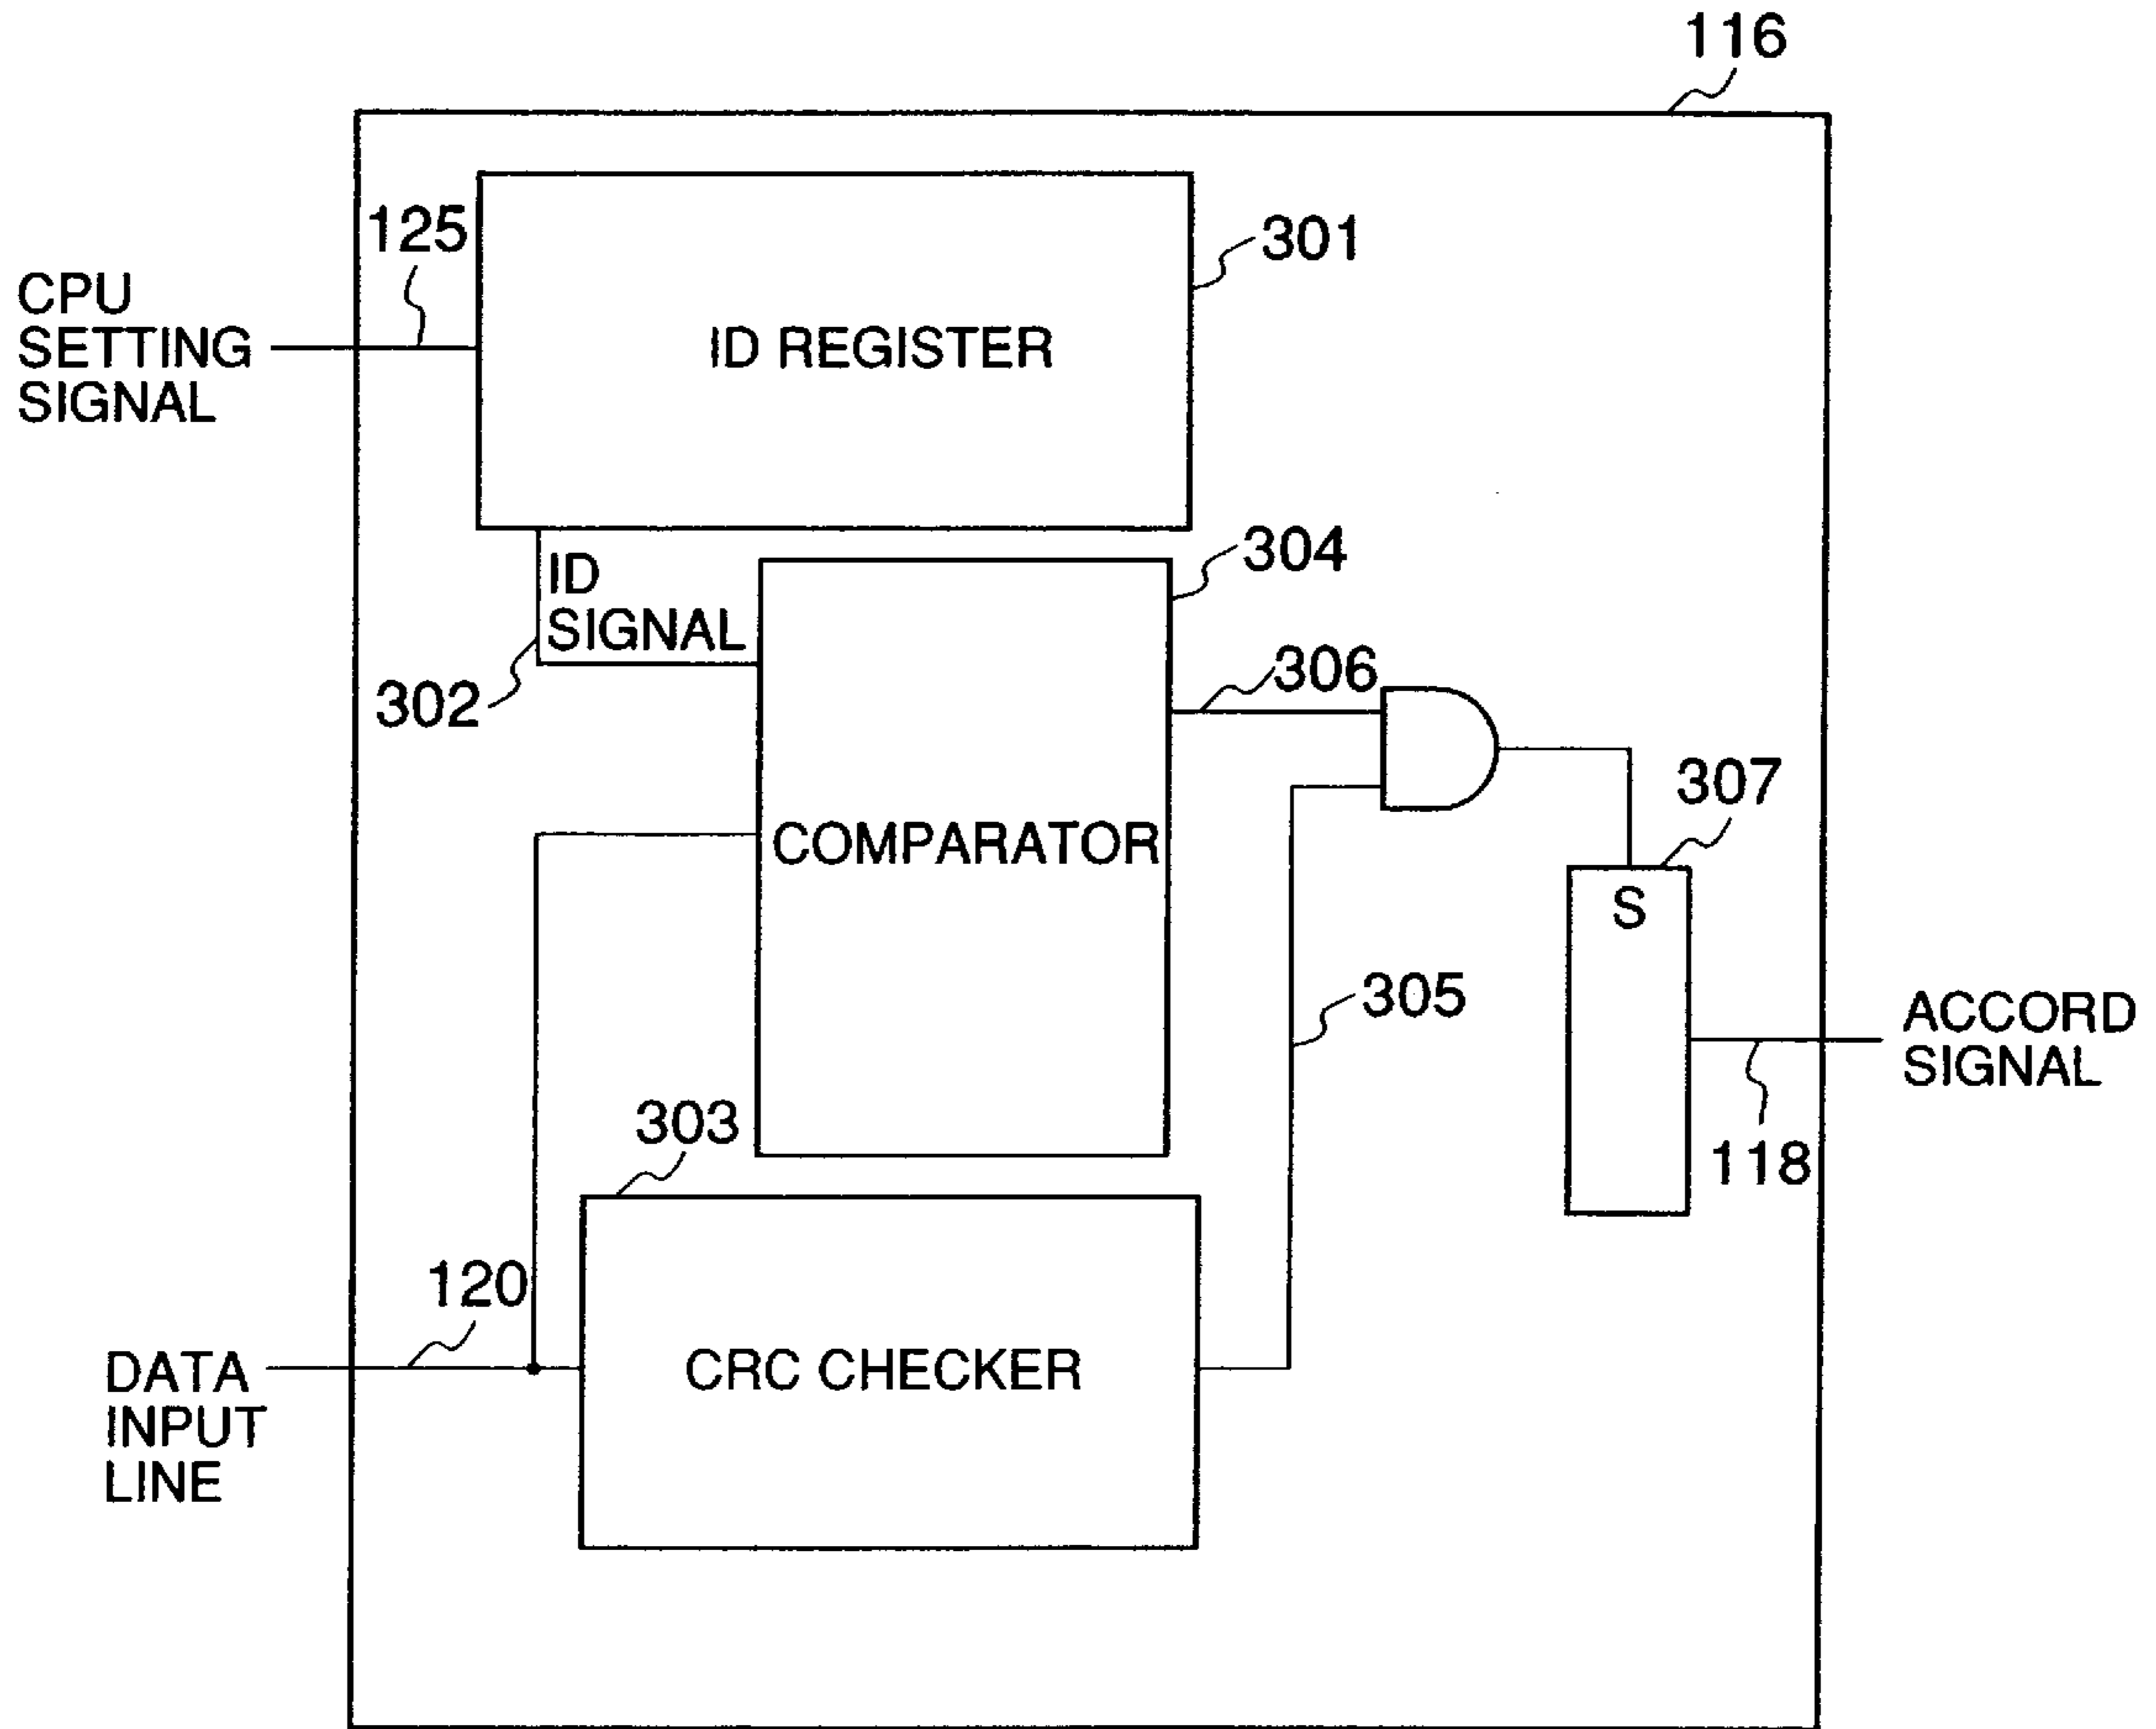 116
125
301
CPU
SETTING
SIGNAL
ID REGISTER
304
ID
SIGNAL
306
302
307
COMPARATOR
S
305
ACCORD
SIGNAL
303
118
120
DATA
INPUT
LINE
CRC CHECKER